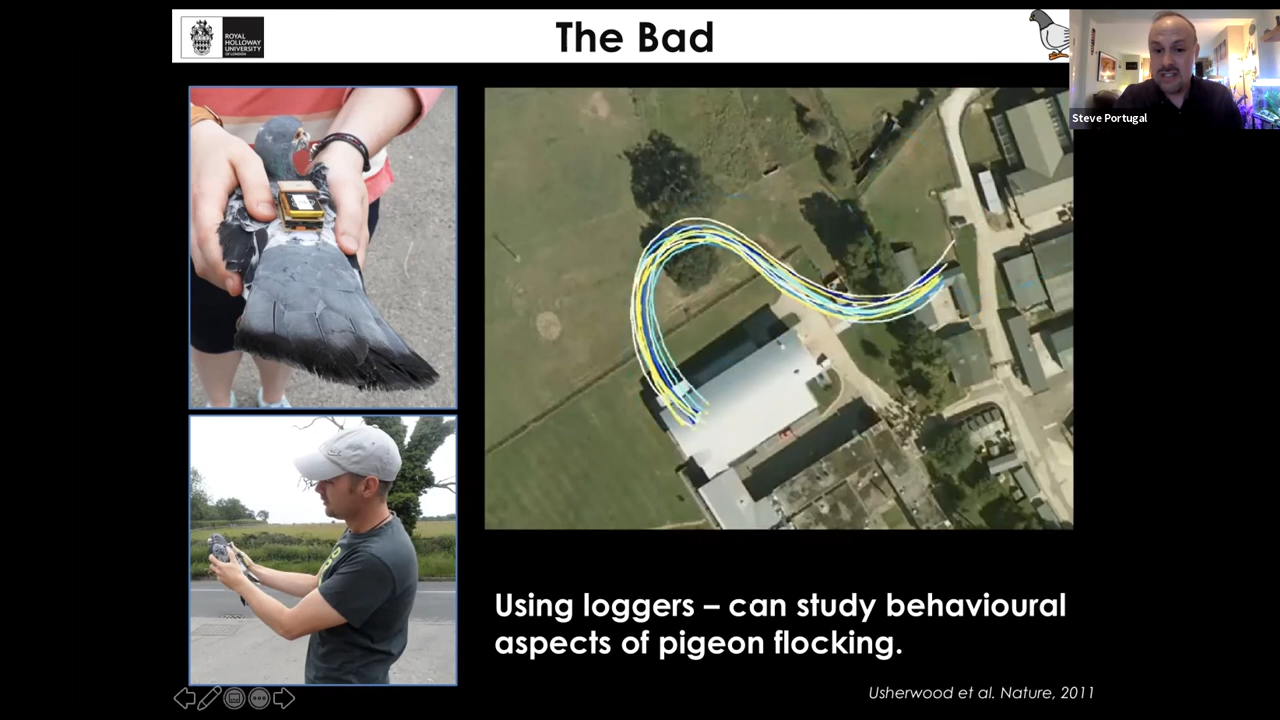 The Bad
ROYAL
HOLLOWAY
UNIVERSITY
OF LONDON
Steve Portugal
Using loggers – can study behavioural
aspects of pigeon flocking.
Usherwood et al. Nature, 2011